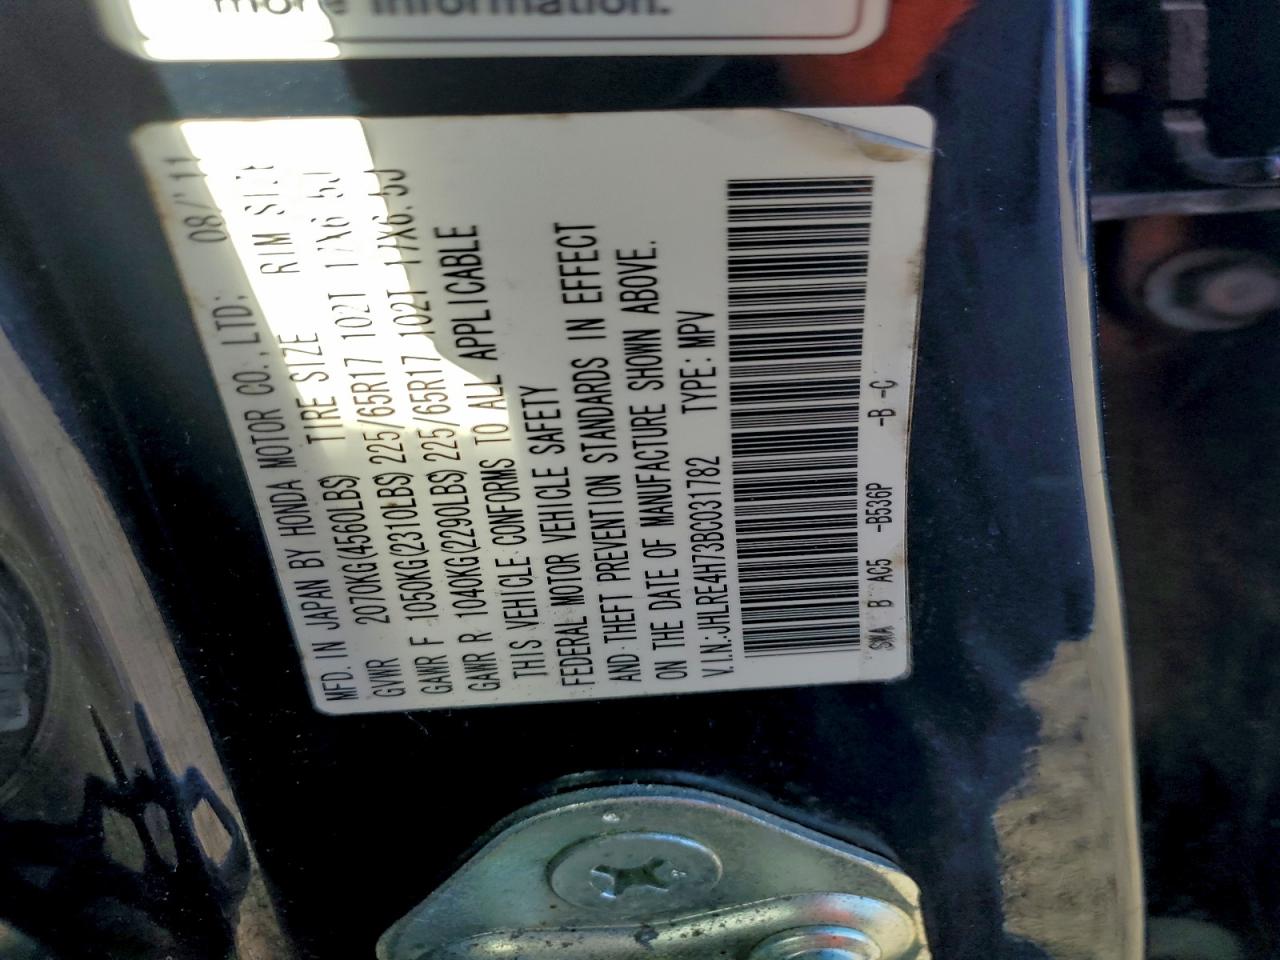 more information.
MFD. IN JAPAN BY HONDA MOTOR CO., LTD; 08/11
TIRE SIZE RIM SIZE
GVWR 2070KG(4560LBS)
GAWR F 1050KG(2310LBS) 225/65R17 102T 17X6.5J
GAWR R 1040KG(2290LBS) 225/65R17 102T 17X6.5J
THIS VEHICLE CONFORMS TO ALL APPLICABLE
FEDERAL MOTOR VEHICLE SAFETY
AND THEFT PREVENTION STANDARDS IN EFFECT
ON THE DATE OF MANUFACTURE SHOWN ABOVE.
V.I.N.:JHLRE4H73BC031782 TYPE: MPV
SWA B AG5 -B536P -B -C